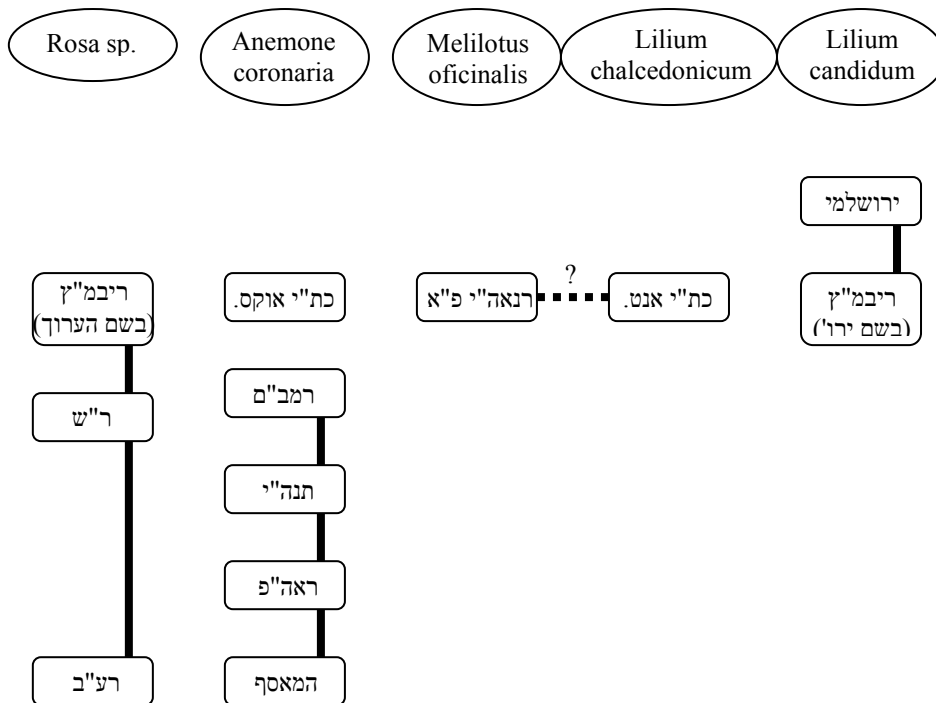 Rosa sp.
Anemone
coronaria
Melilotus
oficinalis
Lilium
chalcedonicum
Lilium
candidum
ירושלמי
ריבמ"ץ
(בשם הערוך)
כת"י אוקס.
רנאה"י פ"א
?
כת"י אנט.
ריבמ"ץ
(בשם ירו')
ר"ש
רמב"ם
תנה"י
ראה"פ
רע"ב
המאסף